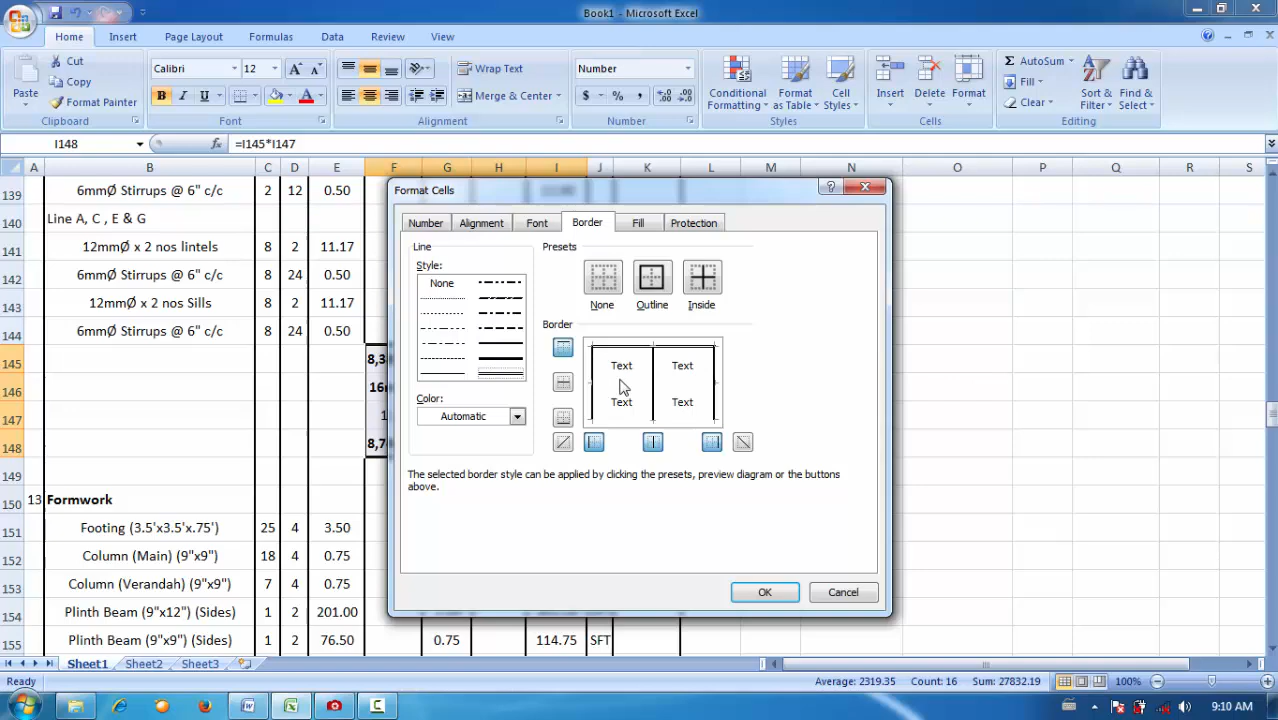 Book1 - Microsoft Excel
Home Insert Page Layout Formulas Data Review View
Cut
Copy
Format Painter
Paste
Clipboard
Calibri 12
B I U A
Font
Wrap Text
Merge & Center
Alignment
Number
$ % ,
Number
Conditional Formatting
Format as Table
Cell Styles
Styles
Insert
Delete
Format
Cells
AutoSum
Fill
Clear
Sort & Filter
Find & Select
Editing
I148 fx =I145*I147
A B C D E F G H I J K L M N O P Q R S
139 6mmØ Stirrups @ 6" c/c 2 12 0.50
140 Line A, C , E & G
141 12mmØ x 2 nos lintels 8 2 11.17
142 6mmØ Stirrups @ 6" c/c 8 24 0.50
143 12mmØ x 2 nos Sills 8 2 11.17
144 6mmØ Stirrups @ 6" c/c 8 24 0.50
145
146
147
148
149
150 13 Formwork
151 Footing (3.5'x3.5'x.75') 25 4 3.50
152 Column (Main) (9"x9") 18 4 0.75
153 Column (Verandah) (9"x9") 7 4 0.75
154 Plinth Beam (9"x12") (Sides) 1 2 201.00
155 Plinth Beam (9"x9") (Sides) 1 2 76.50 0.75 114.75 SFT
Format Cells
Number Alignment Font Border Fill Protection
Line
Style:
None
Color:
Automatic
Presets
None Outline Inside
Border
Text Text
Text Text
The selected border style can be applied by clicking the presets, preview diagram or the buttons
above.
OK Cancel
Sheet1 Sheet2 Sheet3
Ready Average: 2319.35 Count: 16 Sum: 27832.19 100%
9:10 AM